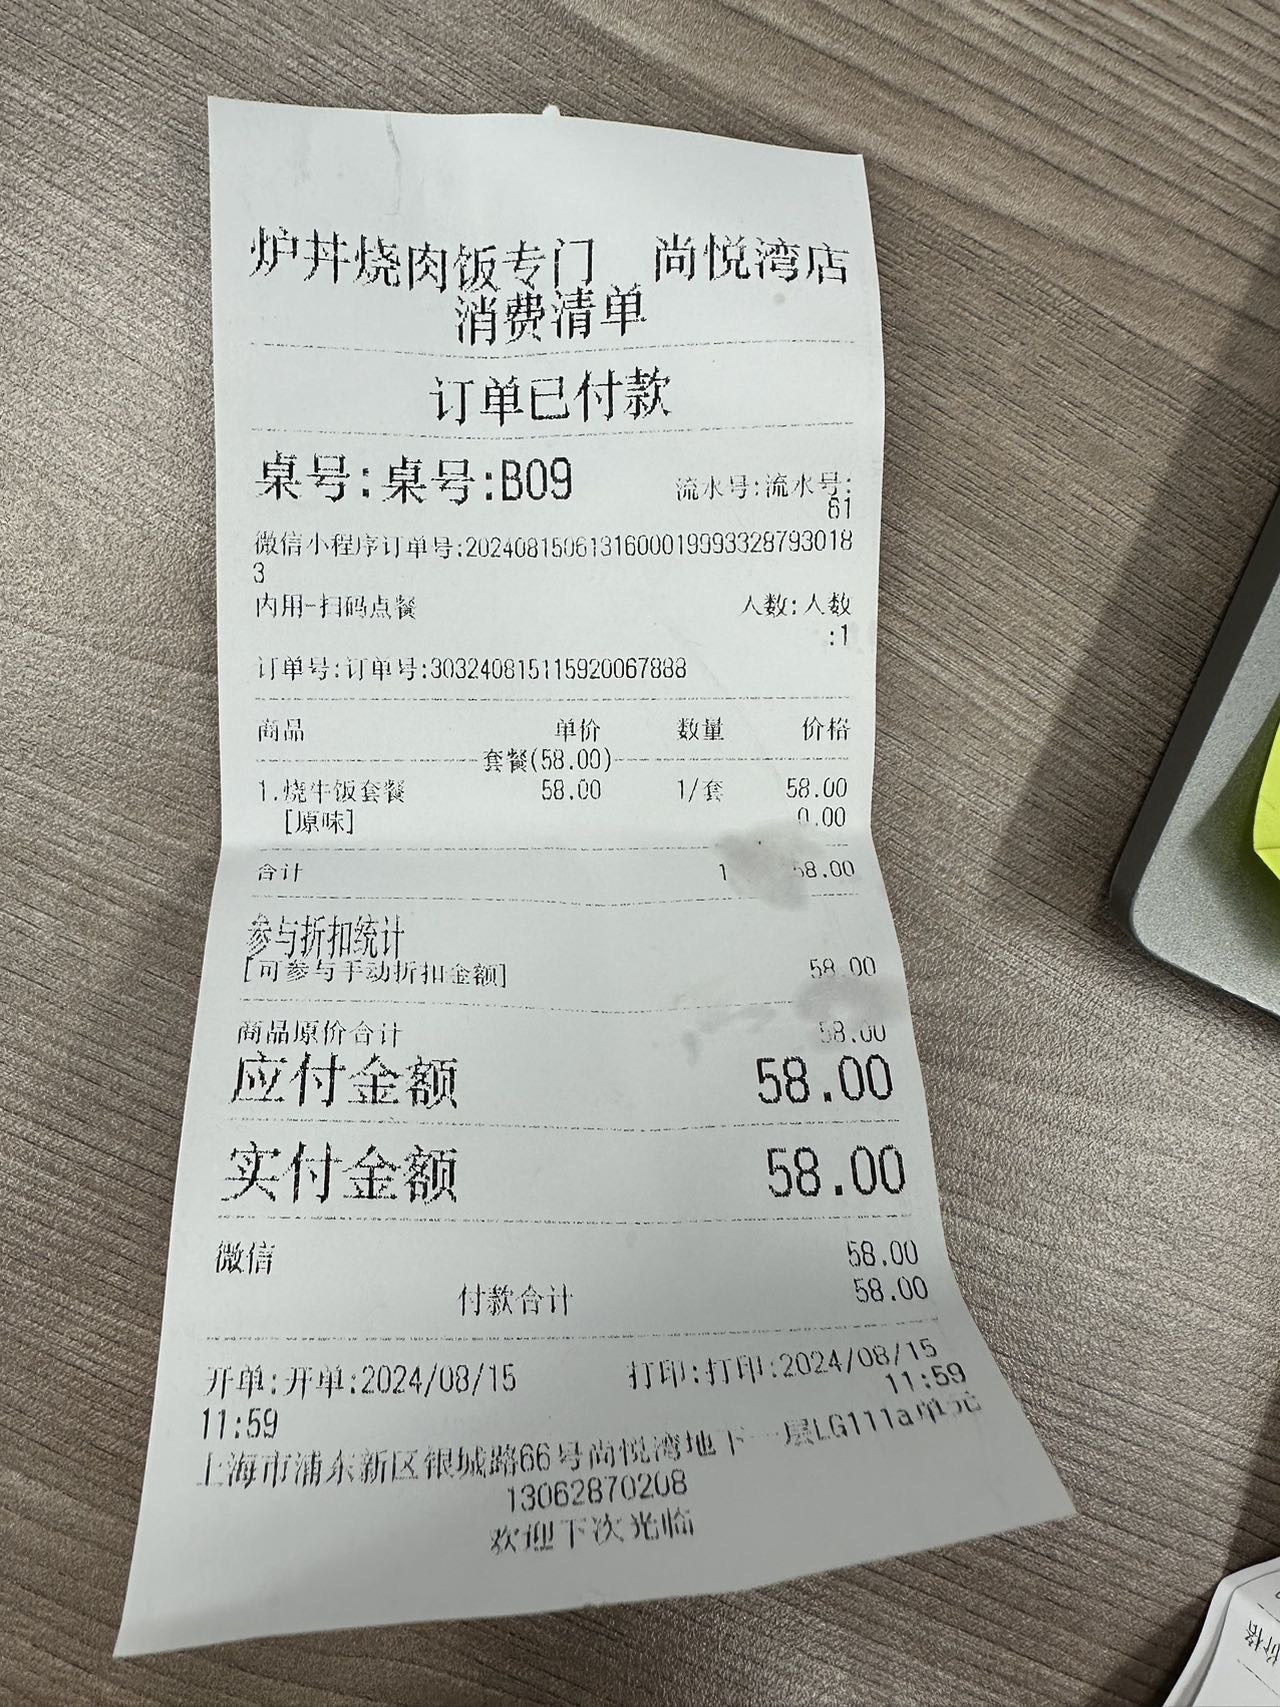 炉丼烧肉饭专门 尚悦湾店
消费清单
订单已付款
桌号:桌号:B09 流水号:流水号:
61
微信小程序订单号:2024081506131600019993328793018
3
内用-扫码点餐 人数:人数
:1
订单号:订单号:303240815115920067888
商品 单价 数量 价格
套餐(58.00)
1.烧牛饭套餐 58.00 1/套 58.00
[原味] 0.00
合计 1 58.00
参与折扣统计
[可参与手动折扣金额] 58.00
商品原价合计 58.00
应付金额 58.00
实付金额 58.00
微信 58.00
付款合计 58.00
开单:开单:2024/08/15 打印:打印:2024/08/15
11:59 11:59
上海市浦东新区银城路66号尚悦湾地下一层LG111a单元
13062870208
欢迎下次光临
价格